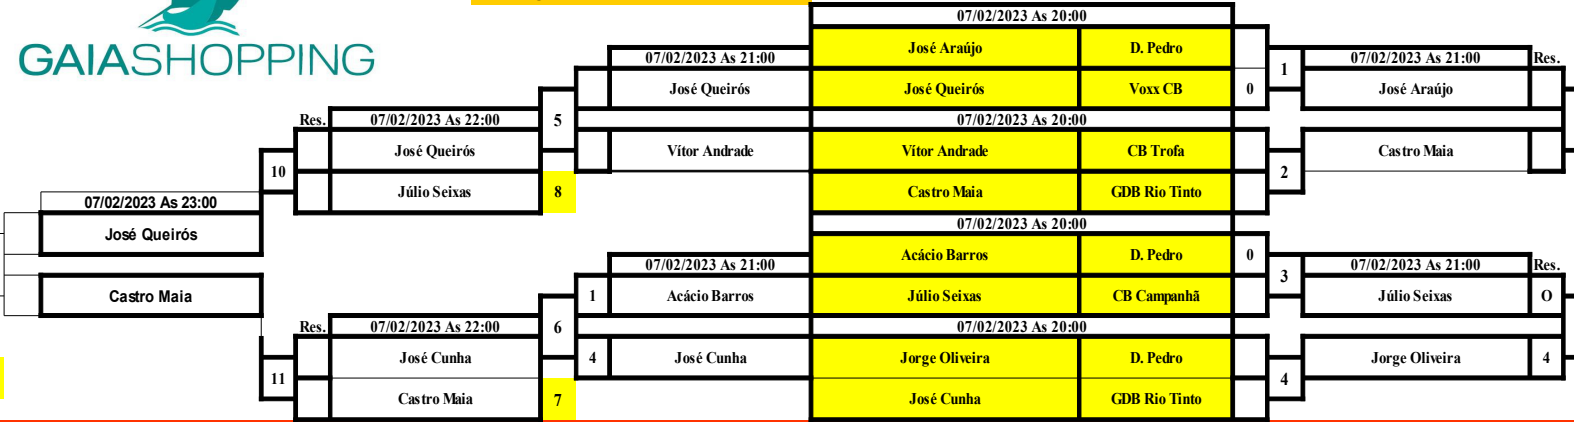 07/02/2023 As 20:00
José Araújo D. Pedro
07/02/2023 As 21:00 1 07/02/2023 As 21:00 Res.
GAIASHOPPING
José Queirós José Queirós Voxx CB 0 José Araújo
Res. 07/02/2023 As 22:00 5 07/02/2023 As 20:00
José Queirós Vítor Andrade Vítor Andrade CB Trofa Castro Maia
10 2
Júlio Seixas 8 Castro Maia GDB Rio Tinto
07/02/2023 As 23:00
07/02/2023 As 20:00
José Queirós
Acácio Barros D. Pedro 0
07/02/2023 As 21:00 3 07/02/2023 As 21:00 Res.
Castro Maia 1 Acácio Barros Júlio Seixas CB Campanhã Júlio Seixas O
Res. 07/02/2023 As 22:00 6 07/02/2023 As 20:00
José Cunha 4 José Cunha Jorge Oliveira D. Pedro Jorge Oliveira 4
11 4
Castro Maia 7 José Cunha GDB Rio Tinto